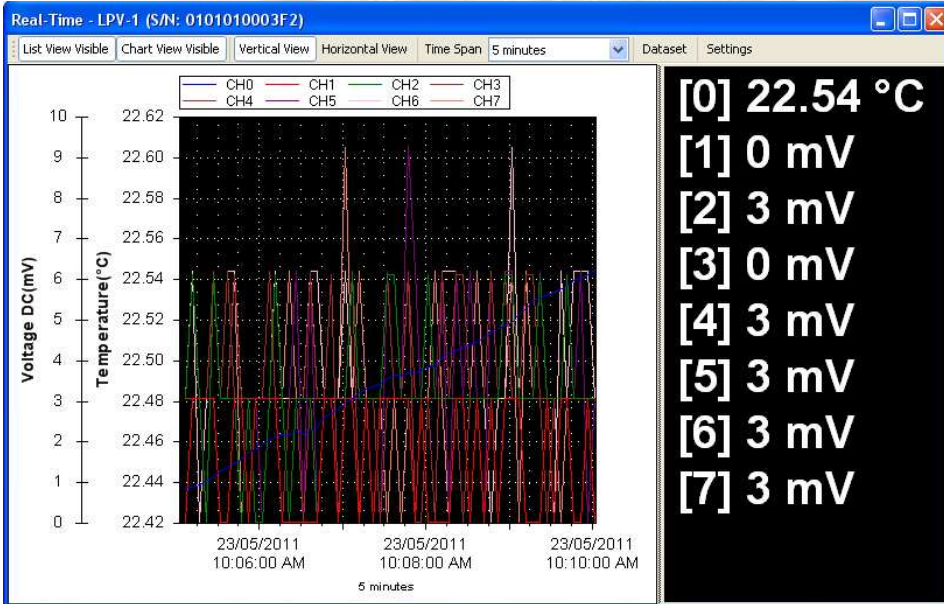 Real-Time - LPV-1 (S/N: 0101010003F2)
List View Visible Chart View Visible Vertical View Horizontal View Time Span 5 minutes Dataset Settings
CH0 CH1 CH2 CH3
CH4 CH5 CH6 CH7
Voltage DC(mV)
10
9
8
7
6
5
4
3
2
1
0
Temperature(°C)
22.62
22.60
22.58
22.56
22.54
22.52
22.50
22.48
22.46
22.44
22.42
23/05/2011 23/05/2011 23/05/2011
10:06:00 AM 10:08:00 AM 10:10:00 AM
5 minutes
[0] 22.54 °C
[1] 0 mV
[2] 3 mV
[3] 0 mV
[4] 3 mV
[5] 3 mV
[6] 3 mV
[7] 3 mV